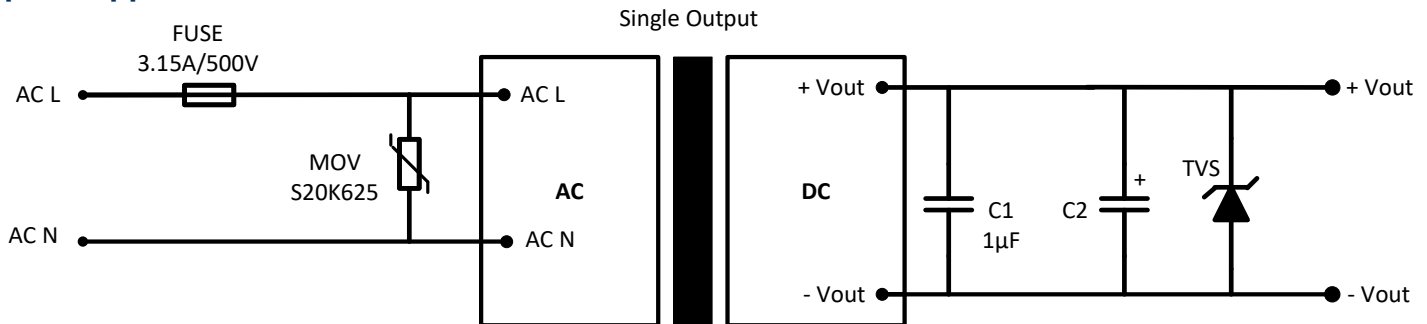 Single Output
FUSE
3.15A/500V
AC L
AC L
+ Vout
+ Vout
MOV
S20K625
AC
DC
C1
1µF
C2
+
TVS
AC N
AC N
- Vout
- Vout